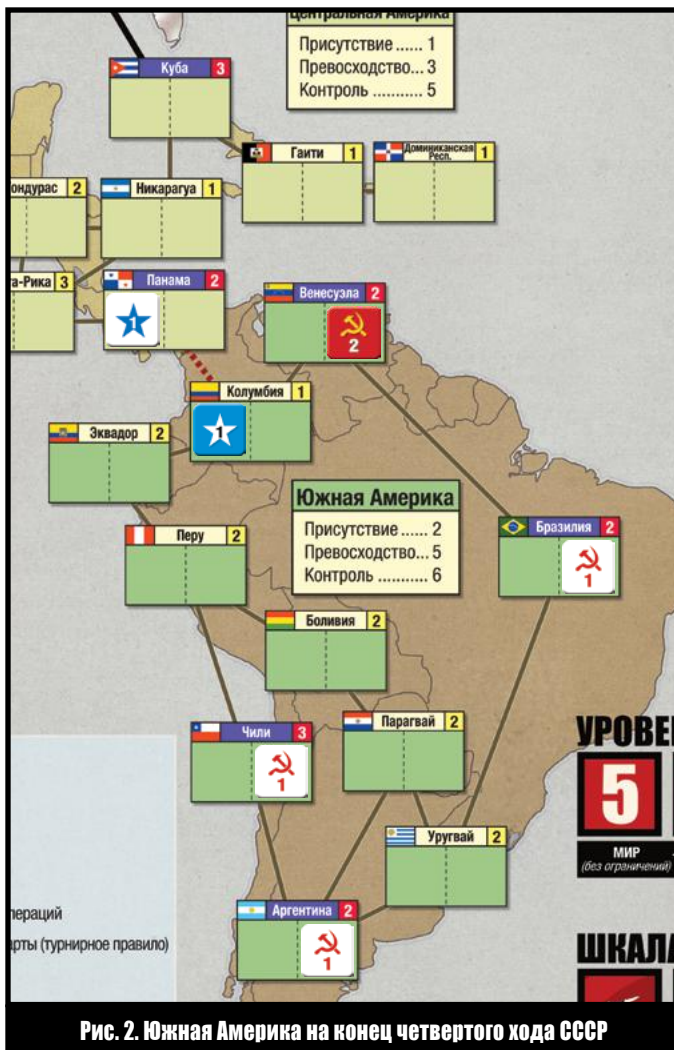 Центральная Америка
Присутствие ...... 1
Превосходство... 3
Контроль ........... 5
Куба 3
Гаити 1
Доминиканская Респ. 1
ондурас 2
Никарагуа 1
а-Рика 3
Панама 2
1
Венесуэла 2
2
Колумбия 1
1
Эквадор 2
Южная Америка
Присутствие ...... 2
Превосходство... 5
Контроль ........... 6
Перу 2
Бразилия 2
1
Боливия 2
Чили 3
1
Парагвай 2
УРОВЕ
5
МИР
(без ограничений)
Уругвай 2
пераций
рты (турнирное правило)
Аргентина 2
1
ШКАЛ
Рис. 2. Южная Америка на конец четвертого хода СССР